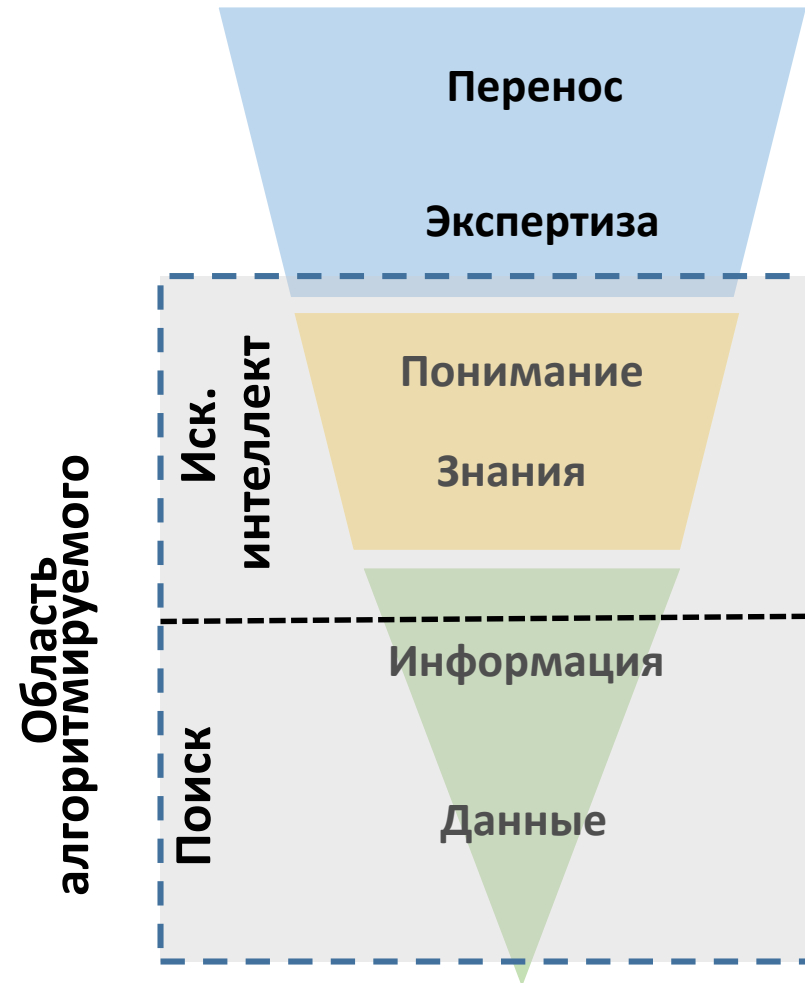 Перенос
Экспертиза
Иск.
интеллект
Понимание
Знания
Область
алгоритмируемого
Поиск
Информация
Данные